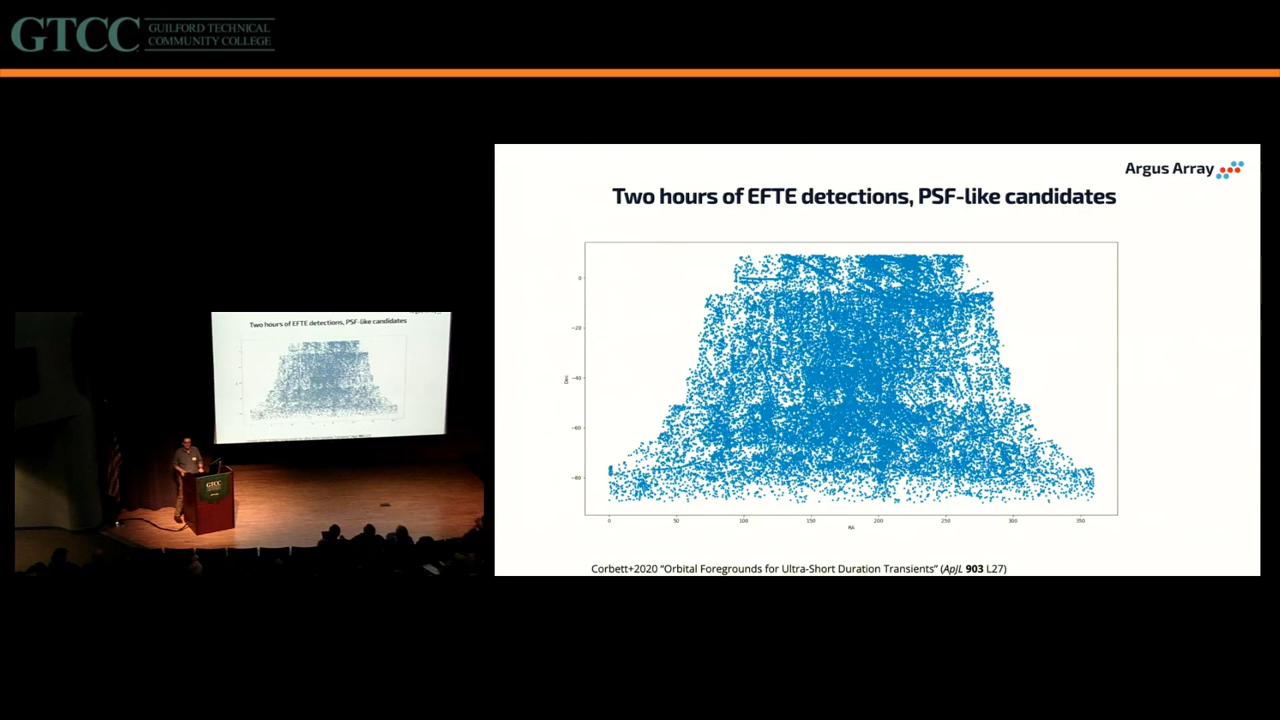 GTCC
GUILFORD TECHNICAL
COMMUNITY COLLEGE
Argus Array
Two hours of EFTE detections, PSF-like candidates
Dec
0
−20
−40
−60
−80
0 50 100 150 200 250 300 350
RA
Corbett+2020 “Orbital Foregrounds for Ultra-Short Duration Transients” (ApJL 903 L27)
Two hours of EFTE detections, PSF-like candidates
GTCC